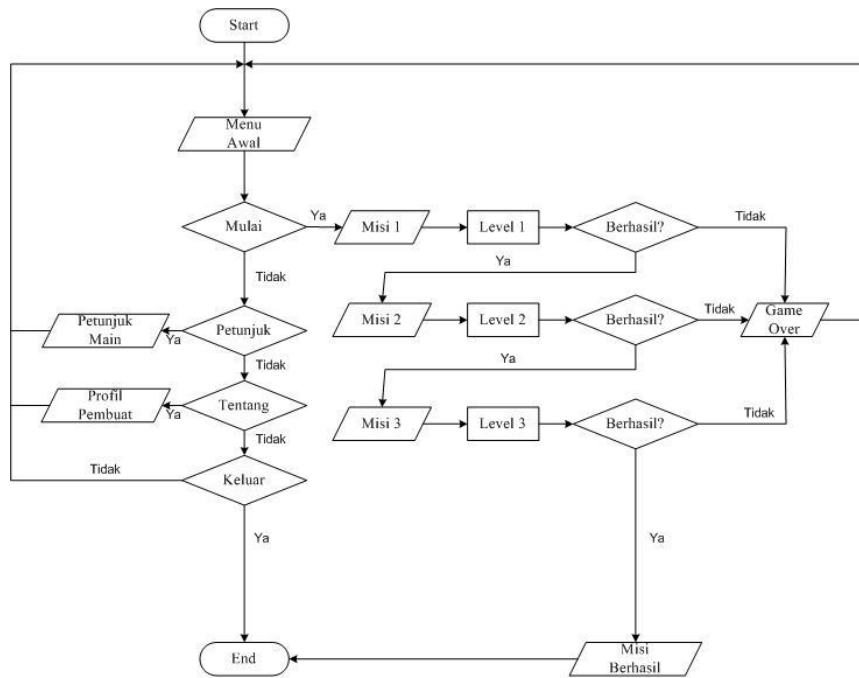 Start
Menu
Awal
Mulai
Ya
Misi 1
Level 1
Berhasil?
Tidak
Tidak
Ya
Petunjuk
Main
Ya
Petunjuk
Misi 2
Level 2
Berhasil?
Tidak
Game
Over
Tidak
Ya
Profil
Pembuat
Ya
Tentang
Misi 3
Level 3
Berhasil?
Tidak
Tidak
Tidak
Keluar
Ya
Ya
End
Misi
Berhasil